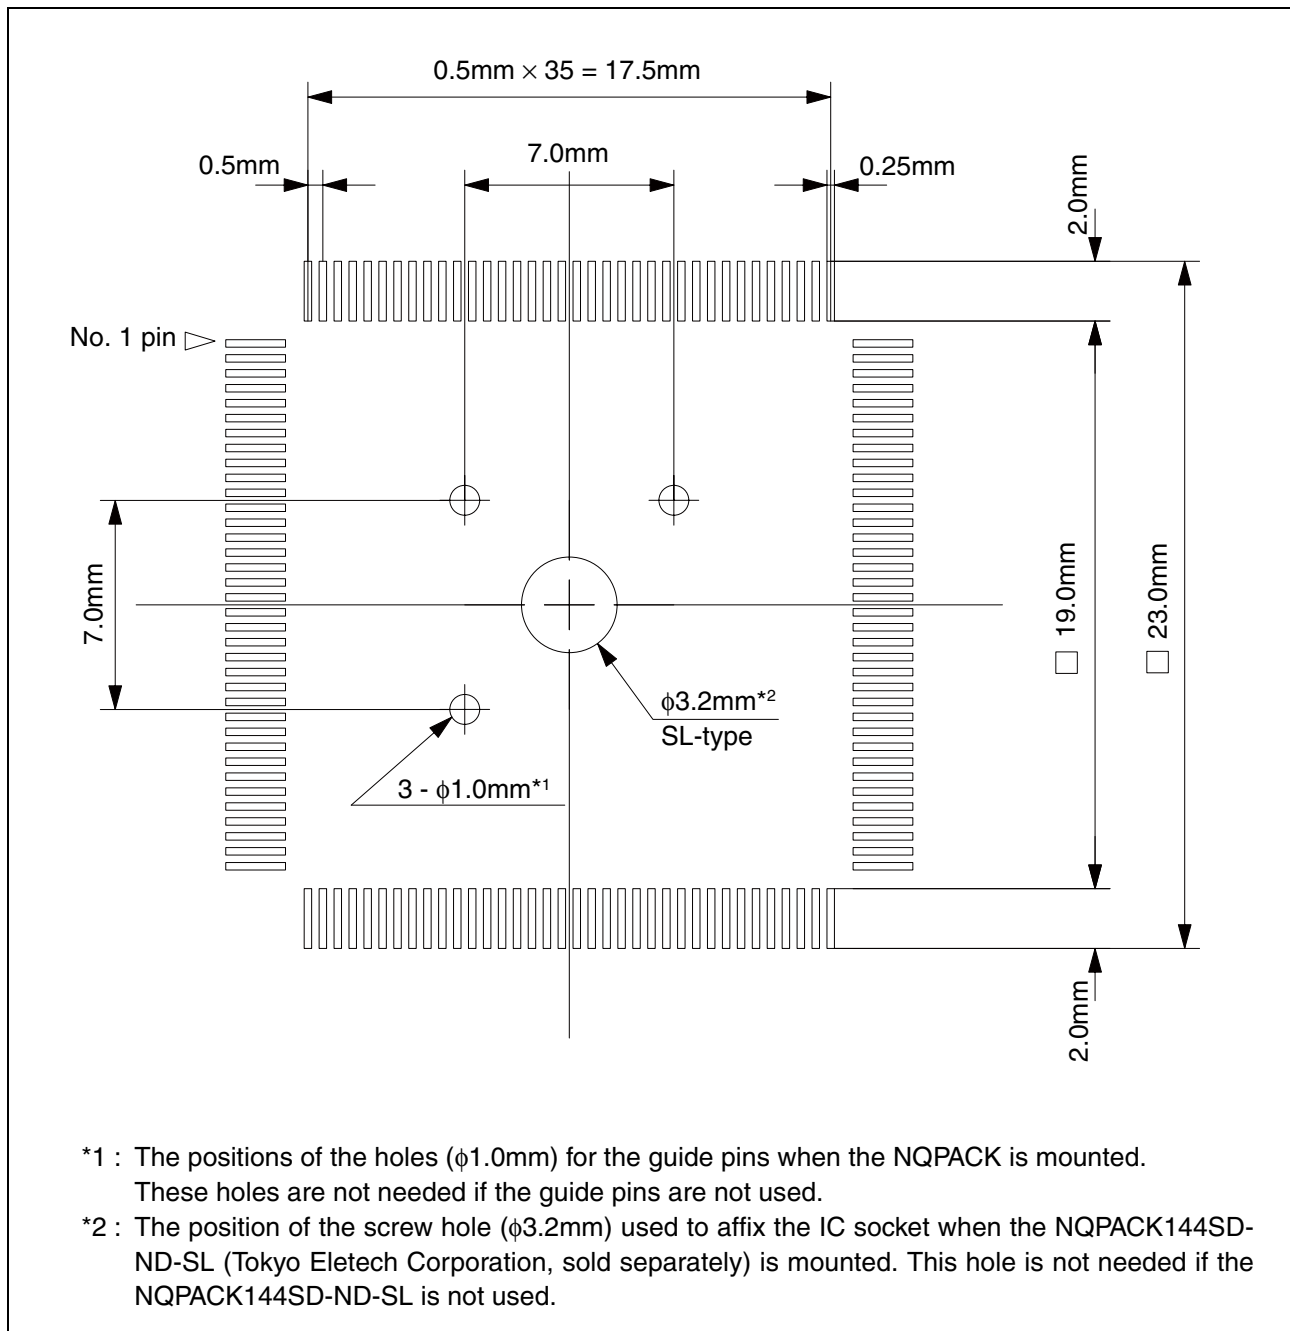 0.5mm × 35 = 17.5mm
0.5mm
7.0mm
0.25mm
2.0mm
No. 1 pin
7.0mm
□ 19.0mm
□ 23.0mm
ϕ3.2mm*2
SL-type
3 - ϕ1.0mm*1
2.0mm
*1 : The positions of the holes (ϕ1.0mm) for the guide pins when the NQPACK is mounted.
These holes are not needed if the guide pins are not used.
*2 : The position of the screw hole (ϕ3.2mm) used to affix the IC socket when the NQPACK144SD-
ND-SL (Tokyo Eletech Corporation, sold separately) is mounted. This hole is not needed if the
NQPACK144SD-ND-SL is not used.